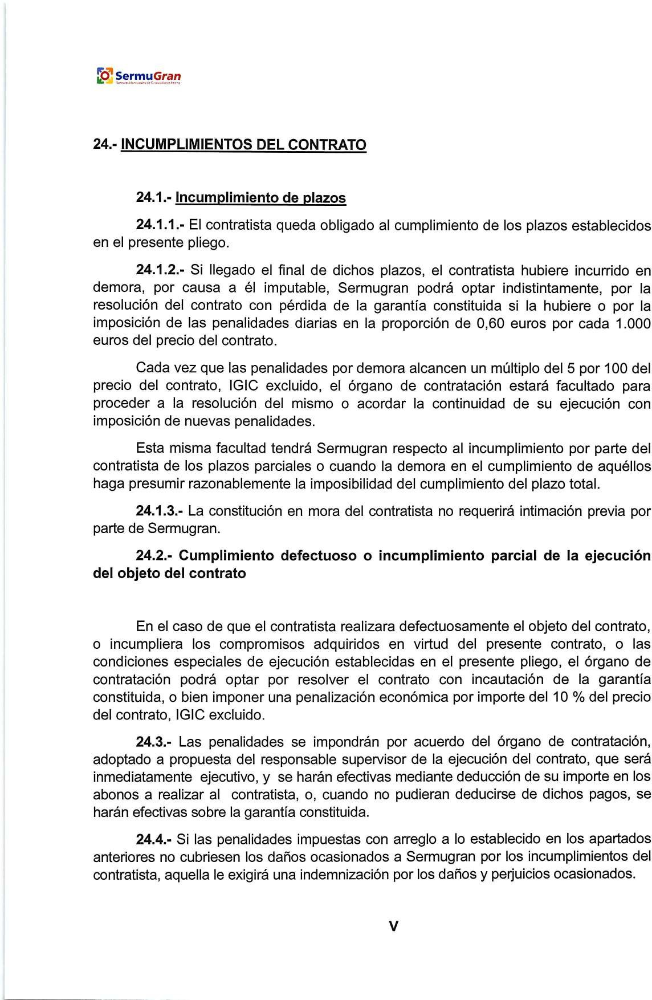 SermuGran
24.- INCUMPLIMIENTOS DEL CONTRATO
24.1.- Incumplimiento de plazos
24.1.1.- El contratista queda obligado al cumplimiento de los plazos establecidos
en el presente pliego.
24.1.2.- Si llegado el final de dichos plazos, el contratista hubiere incurrido en
demora, por causa a él imputable, Sermugran podrá optar indistintamente, por la
resolución del contrato con pérdida de la garantía constituida si la hubiere o por la
imposición de las penalidades diarias en la proporción de 0,60 euros por cada 1.000
euros del precio del contrato.
Cada vez que las penalidades por demora alcancen un múltiplo del 5 por 100 del
precio del contrato, IGIC excluido, el órgano de contratación estará facultado para
proceder a la resolución del mismo o acordar la continuidad de su ejecución con
imposición de nuevas penalidades.
Esta misma facultad tendrá Sermugran respecto al incumplimiento por parte del
contratista de los plazos parciales o cuando la demora en el cumplimiento de aquéllos
haga presumir razonablemente la imposibilidad del cumplimiento del plazo total.
24.1.3.- La constitución en mora del contratista no requerirá intimación previa por
parte de Sermugran.
24.2.- Cumplimiento defectuoso o incumplimiento parcial de la ejecución
del objeto del contrato
En el caso de que el contratista realizara defectuosamente el objeto del contrato,
o incumpliera los compromisos adquiridos en virtud del presente contrato, o las
condiciones especiales de ejecución establecidas en el presente pliego, el órgano de
contratación podrá optar por resolver el contrato con incautación de la garantía
constituida, o bien imponer una penalización económica por importe del 10 % del precio
del contrato, IGIC excluido.
24.3.- Las penalidades se impondrán por acuerdo del órgano de contratación,
adoptado a propuesta del responsable supervisor de la ejecución del contrato, que será
inmediatamente ejecutivo, y se harán efectivas mediante deducción de su importe en los
abonos a realizar al contratista, o, cuando no pudieran deducirse de dichos pagos, se
harán efectivas sobre la garantía constituida.
24.4.- Si las penalidades impuestas con arreglo a lo establecido en los apartados
anteriores no cubriesen los daños ocasionados a Sermugran por los incumplimientos del
contratista, aquella le exigirá una indemnización por los daños y perjuicios ocasionados.
V